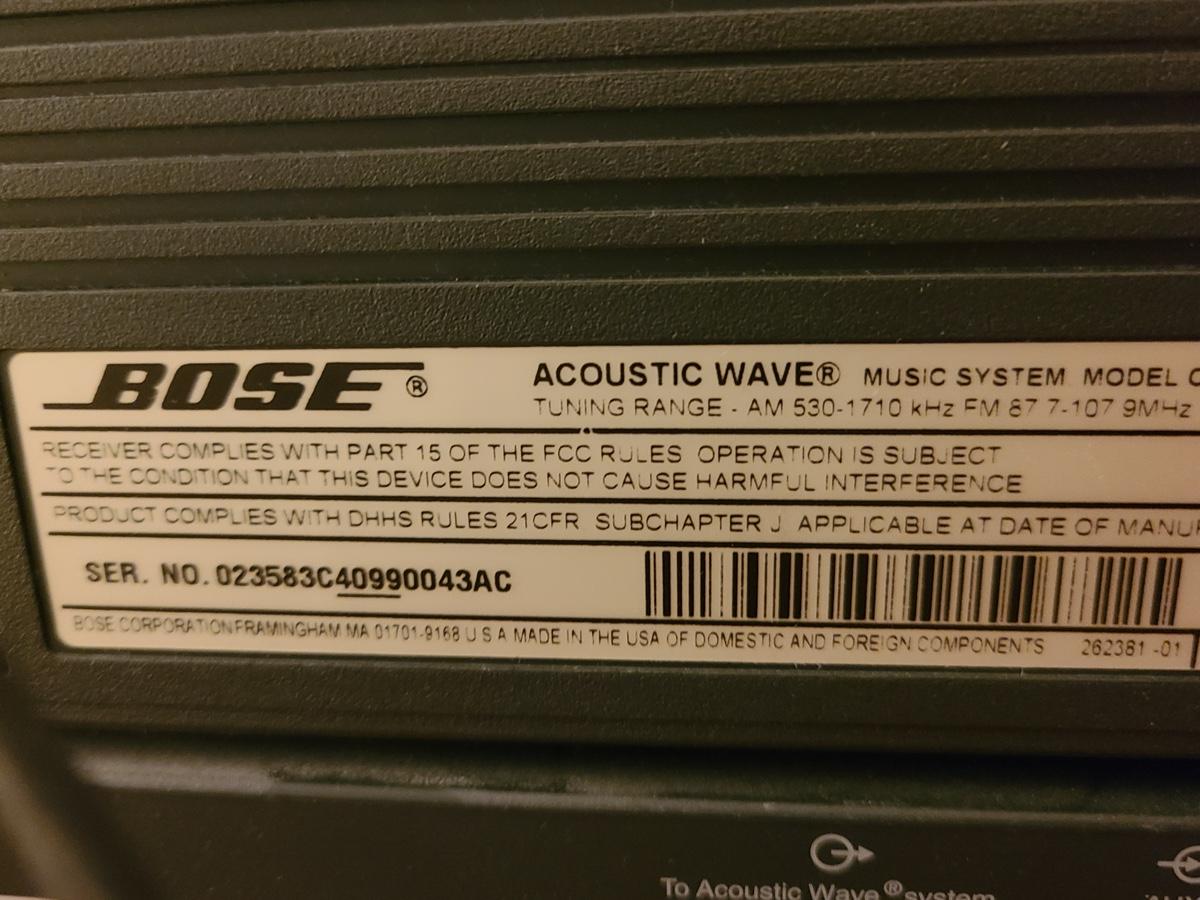 BOSE®
ACOUSTIC WAVE® MUSIC SYSTEM MODEL C
TUNING RANGE - AM 530-1710 kHz FM 87 7-107 9MHz
RECEIVER COMPLIES WITH PART 15 OF THE FCC RULES OPERATION IS SUBJECT
TO THE CONDITION THAT THIS DEVICE DOES NOT CAUSE HARMFUL INTERFERENCE
PRODUCT COMPLIES WITH DHHS RULES 21CFR SUBCHAPTER J APPLICABLE AT DATE OF MANU
SER. NO. 023583C40990043AC
BOSE CORPORATION FRAMINGHAM MA 01701-9168 U S A MADE IN THE USA OF DOMESTIC AND FOREIGN COMPONENTS 262381 -01
To Acoustic Wave® system